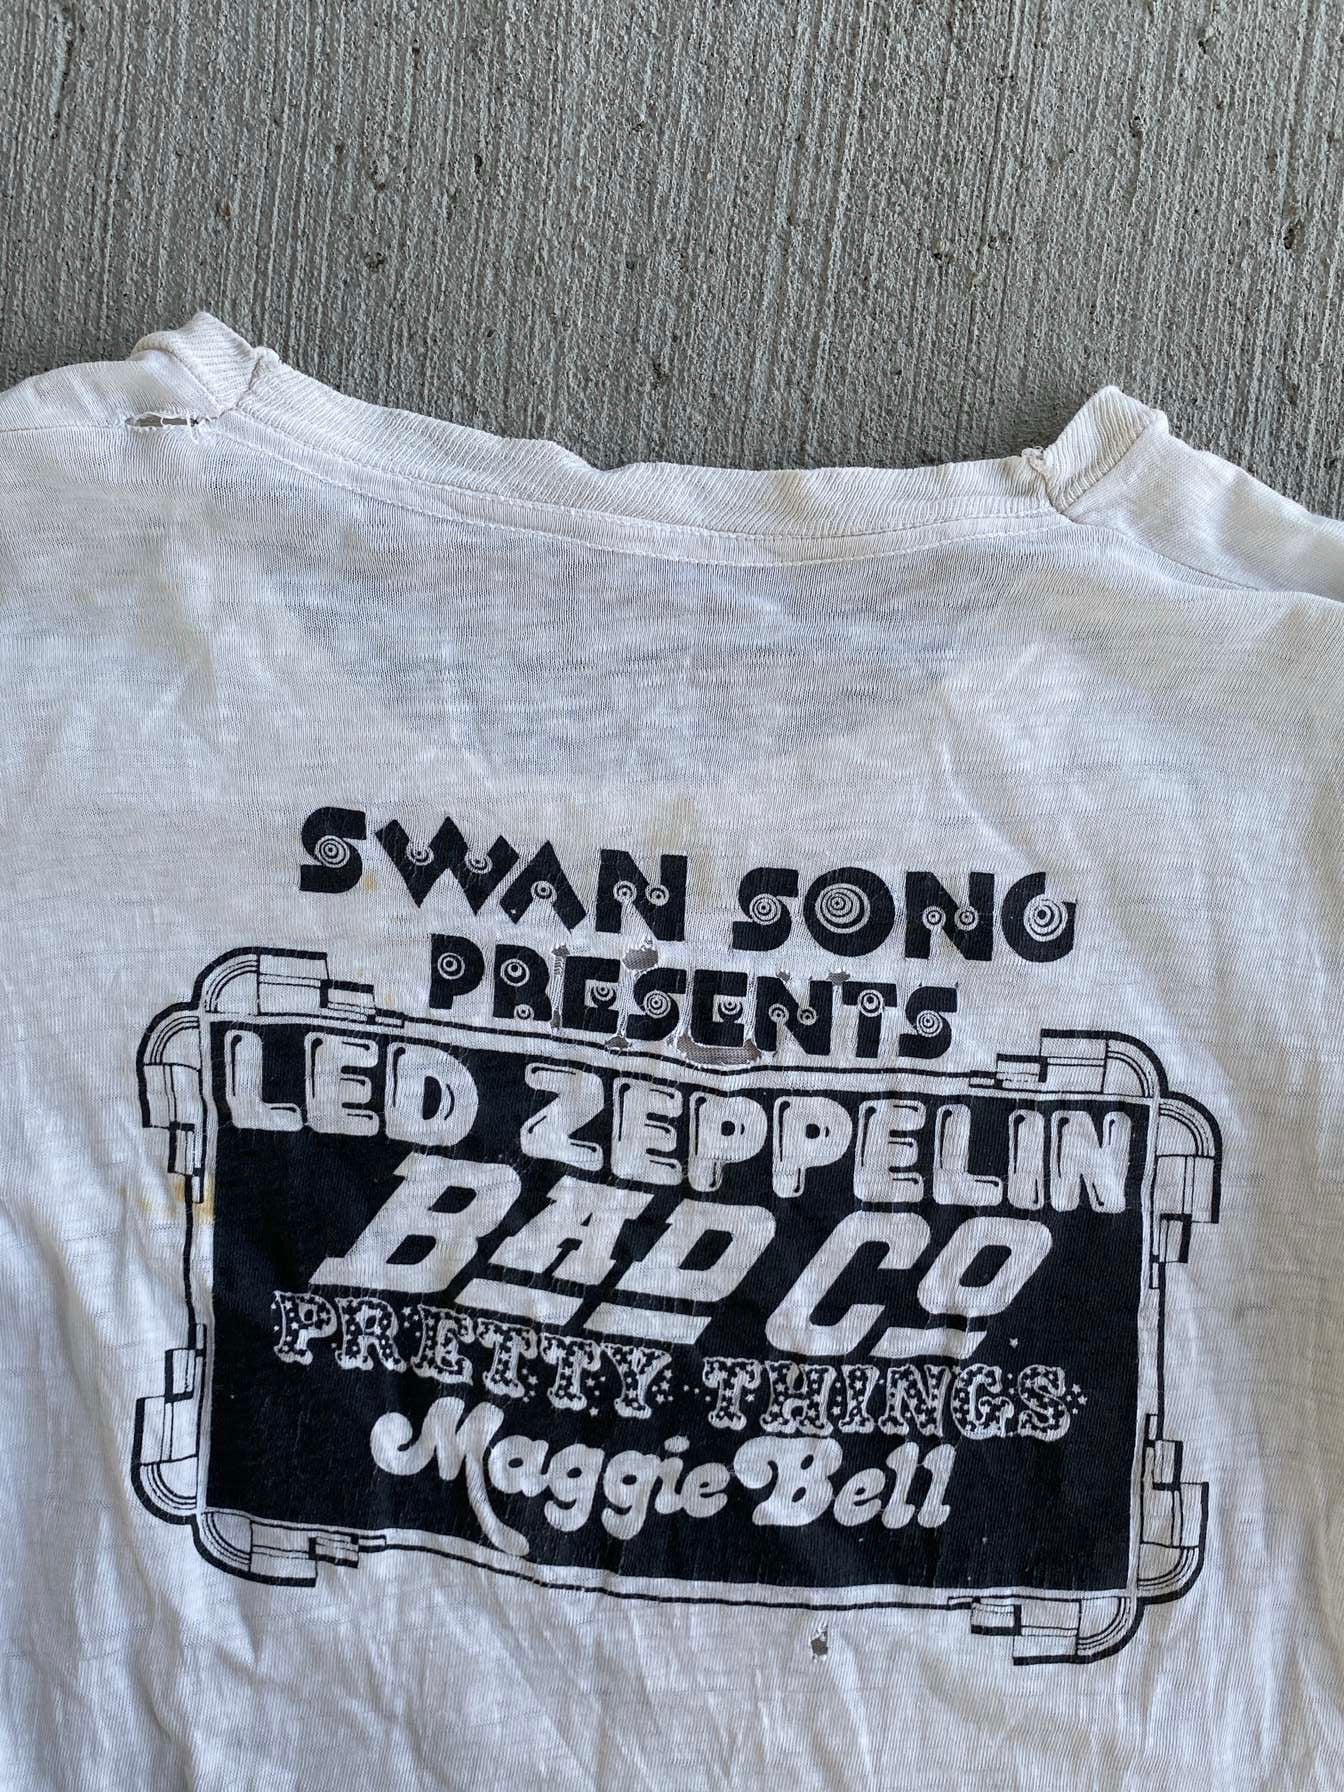 SWAN SONG
PRESENTS
LED ZEPPELIN
BAD CO
PRETTY THINGS
Maggie Bell